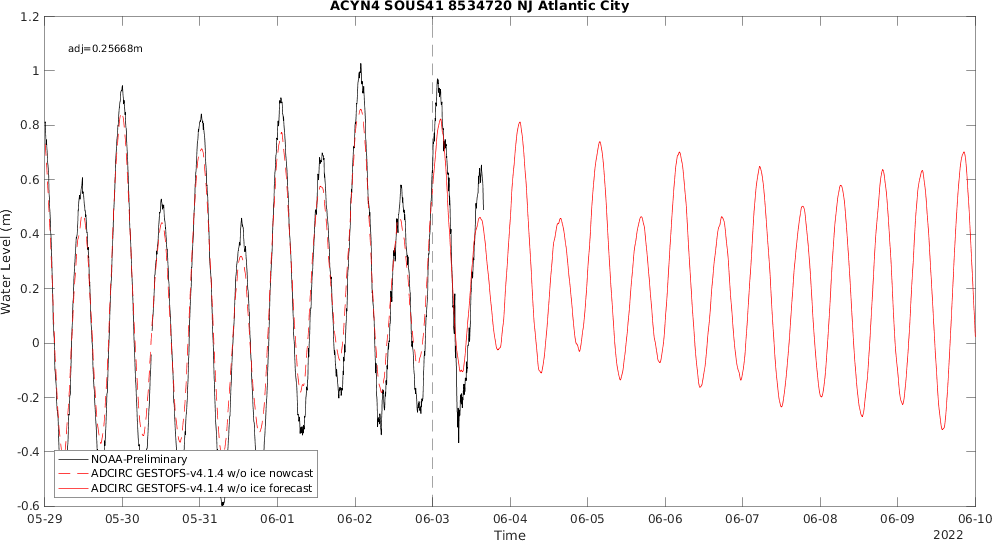 ACYN4 SOUS41 8534720 NJ Atlantic City
1.2
adj=0.25668m
1
0.8
0.6
0.4
0.2
0
-0.2
-0.4
-0.6
Water Level (m)
NOAA-Preliminary
ADCIRC GESTOFS-v4.1.4 w/o ice nowcast
ADCIRC GESTOFS-v4.1.4 w/o ice forecast
05-29 05-30 05-31 06-01 06-02 06-03 06-04 06-05 06-06 06-07 06-08 06-09 06-10
Time
2022